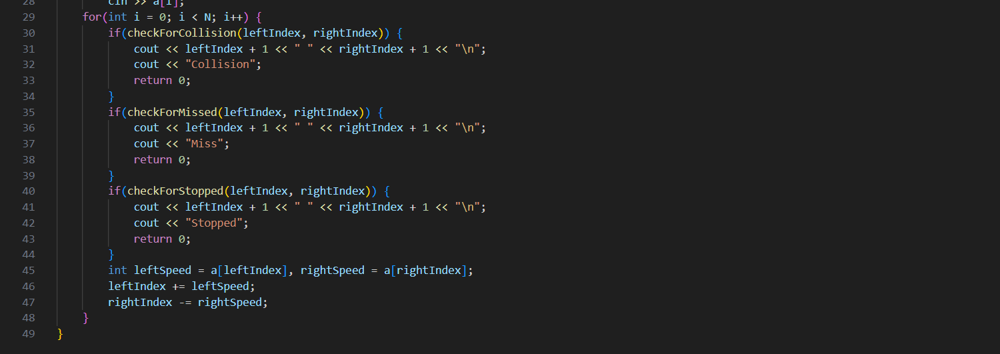 28 cin >> a[i];
29 for(int i = 0; i < N; i++) {
30 if(checkForCollision(leftIndex, rightIndex)) {
31 cout << leftIndex + 1 << " " << rightIndex + 1 << "\n";
32 cout << "Collision";
33 return 0;
34 }
35 if(checkForMissed(leftIndex, rightIndex)) {
36 cout << leftIndex + 1 << " " << rightIndex + 1 << "\n";
37 cout << "Miss";
38 return 0;
39 }
40 if(checkForStopped(leftIndex, rightIndex)) {
41 cout << leftIndex + 1 << " " << rightIndex + 1 << "\n";
42 cout << "Stopped";
43 return 0;
44 }
45 int leftSpeed = a[leftIndex], rightSpeed = a[rightIndex];
46 leftIndex += leftSpeed;
47 rightIndex -= rightSpeed;
48 }
49 }